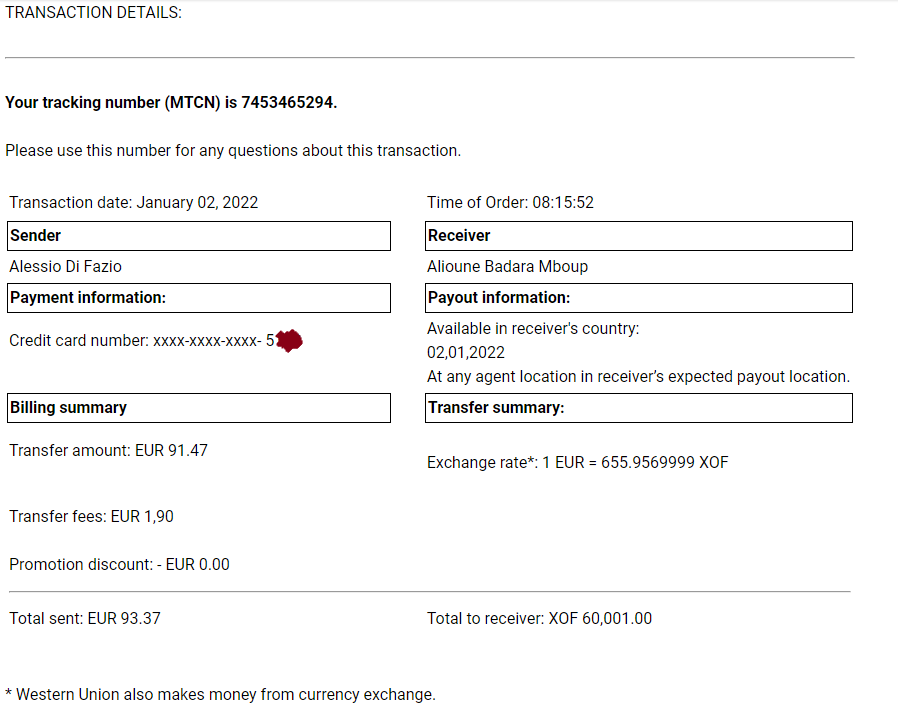 TRANSACTION DETAILS:
Your tracking number (MTCN) is 7453465294.
Please use this number for any questions about this transaction.
Transaction date: January 02, 2022
Time of Order: 08:15:52
Sender
Receiver
Alessio Di Fazio
Alioune Badara Mboup
Payment information:
Payout information:
Credit card number: xxxx-xxxx-xxxx- 5
Available in receiver's country:
02,01,2022
At any agent location in receiver's expected payout location.
Billing summary
Transfer summary:
Transfer amount: EUR 91.47
Exchange rate*: 1 EUR = 655.9569999 XOF
Transfer fees: EUR 1,90
Promotion discount: - EUR 0.00
Total sent: EUR 93.37
Total to receiver: XOF 60,001.00
* Western Union also makes money from currency exchange.